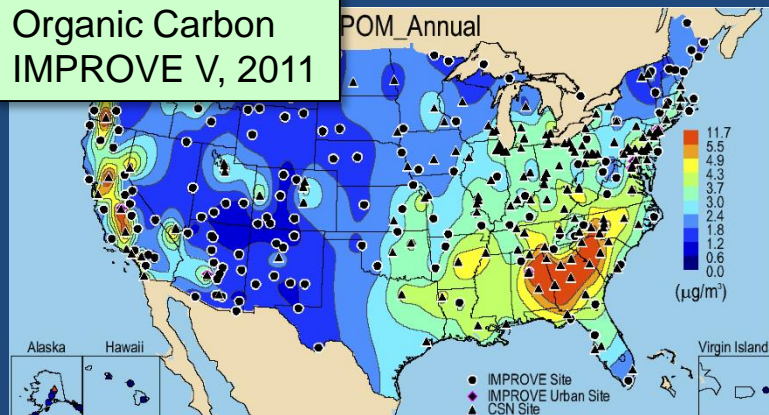 Organic Carbon
IMPROVE V, 2011
POM_Annual
11.7
5.5
4.9
4.3
3.7
3.0
2.4
1.8
1.2
0.6
0.0
(μg/m³)
Alaska
Hawaii
Virgin Island
IMPROVE Site
IMPROVE Urban Site
CSN Site